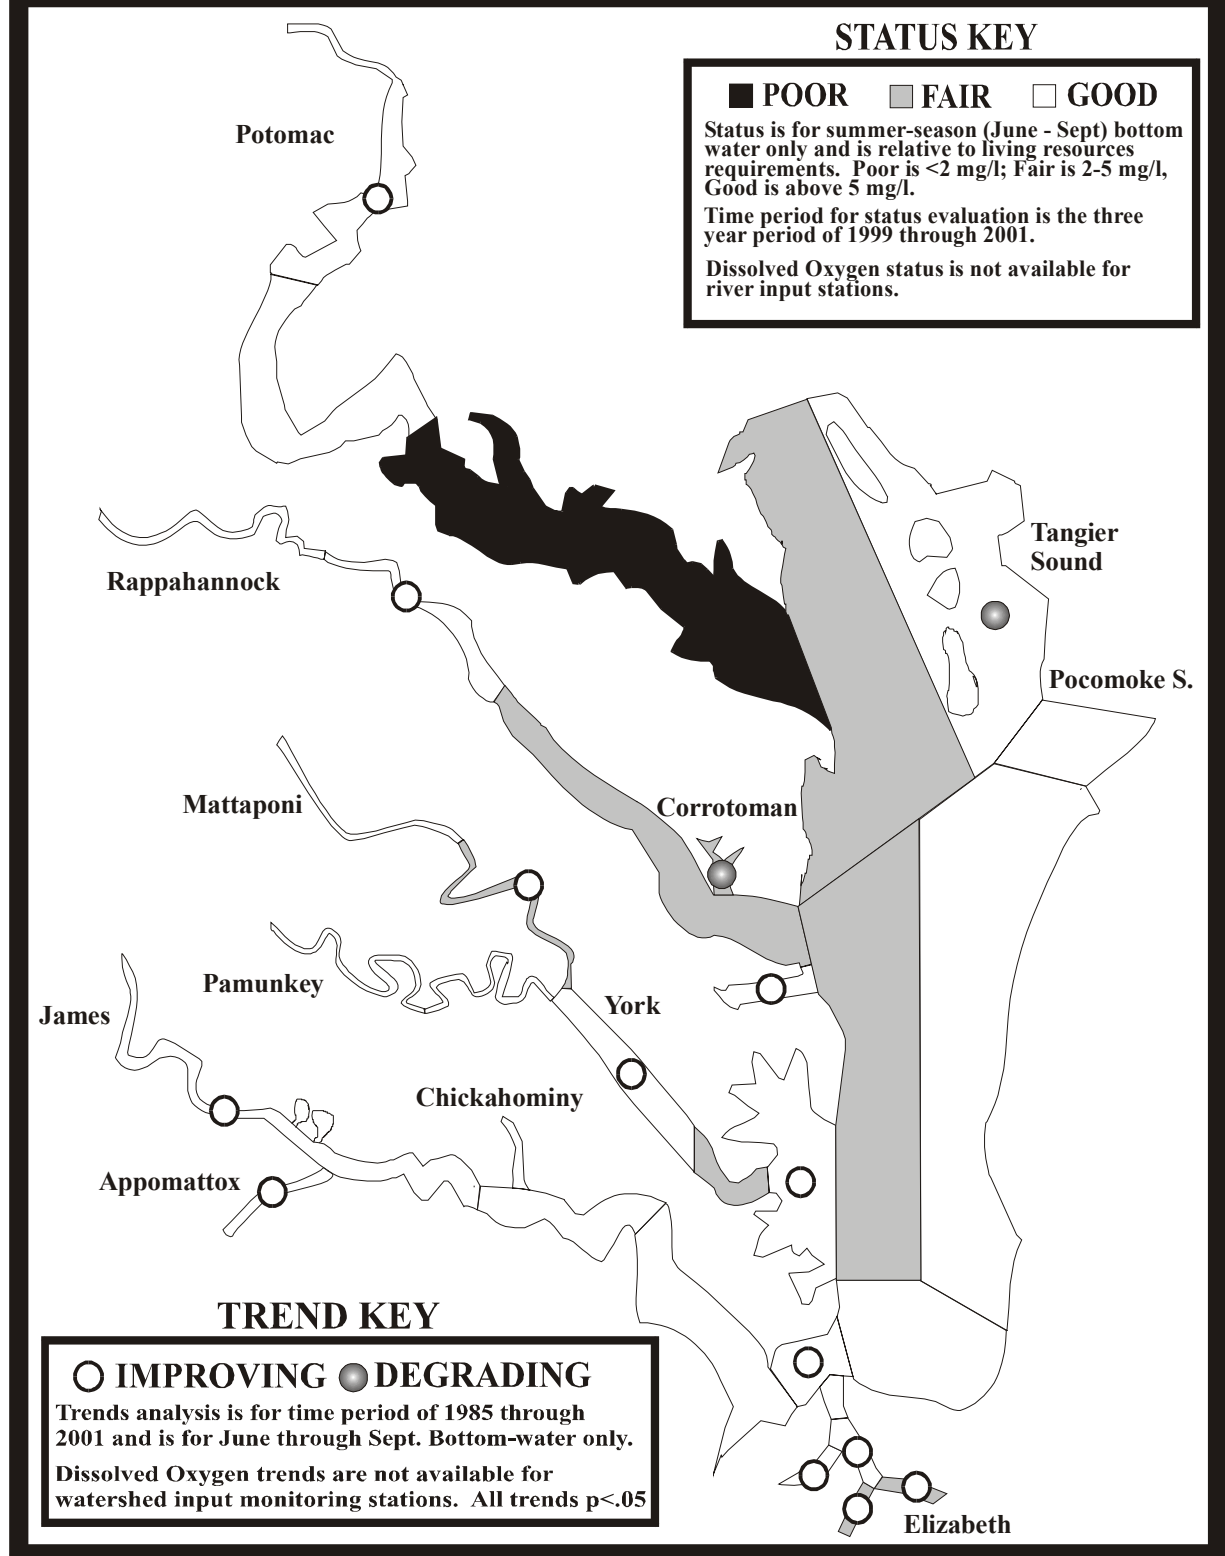 STATUS KEY
POOR FAIR GOOD
Status is for summer-season (June - Sept) bottom
water only and is relative to living resources
requirements. Poor is <2 mg/l; Fair is 2-5 mg/l,
Good is above 5 mg/l.
Time period for status evaluation is the three
year period of 1999 through 2001.
Dissolved Oxygen status is not available for
river input stations.
Potomac
Tangier
Sound
Rappahannock
Pocomoke S.
Mattaponi
Corrotoman
Pamunkey
York
James
Chickahominy
Appomattox
TREND KEY
IMPROVING DEGRADING
Trends analysis is for time period of 1985 through
2001 and is for June through Sept. Bottom-water only.
Dissolved Oxygen trends are not available for
watershed input monitoring stations. All trends p<.05
Elizabeth